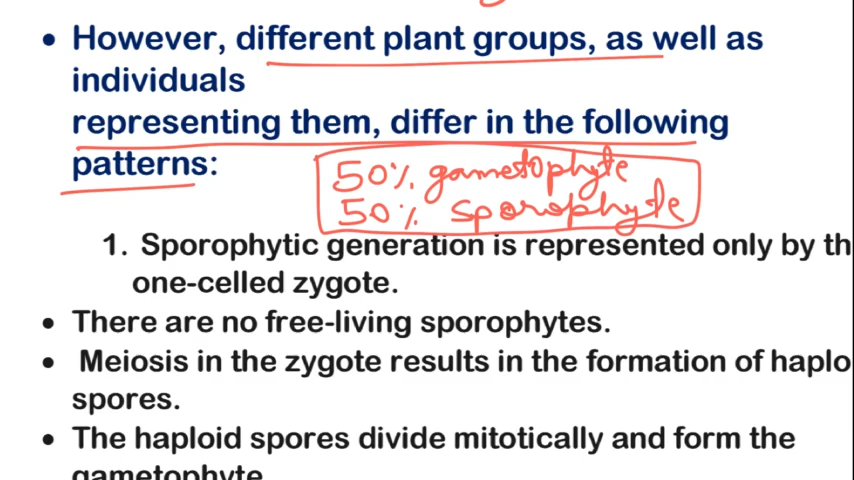 However, different plant groups, as well as
individuals
representing them, differ in the following
patterns:
50% gametophyte
50% sporophyte
1. Sporophytic generation is represented only by th
one-celled zygote.
There are no free-living sporophytes.
Meiosis in the zygote results in the formation of haplo
spores.
The haploid spores divide mitotically and form the
gametophyte